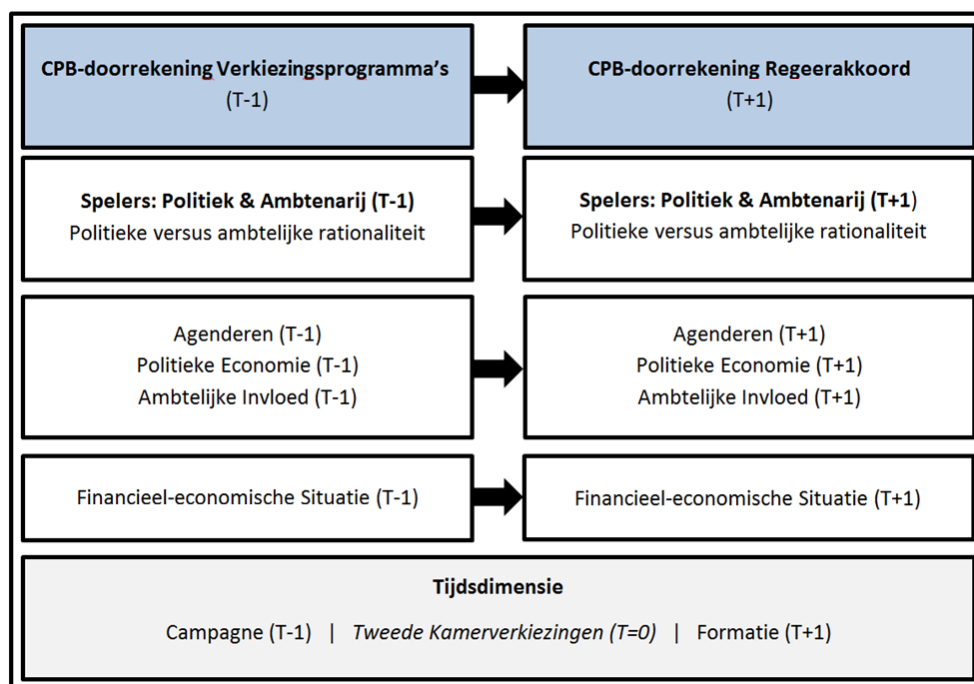 CPB-doorrekening Verkiezingsprogramma's
(T-1)
CPB-doorrekening Regeerakkoord
(T+1)
Spelers: Politiek & Ambtenarij (T-1)
Politieke versus ambtelijke rationaliteit
Spelers: Politiek & Ambtenarij (T+1)
Politieke versus ambtelijke rationaliteit
Agenderen (T-1)
Politieke Economie (T-1)
Ambtelijke Invloed (T-1)
Agenderen (T+1)
Politieke Economie (T+1)
Ambtelijke Invloed (T+1)
Financieel-economische Situatie (T-1)
Financieel-economische Situatie (T+1)
Tijdsdimensie
Campagne (T-1) | Tweede Kamerverkiezingen (T=0) | Formatie (T+1)